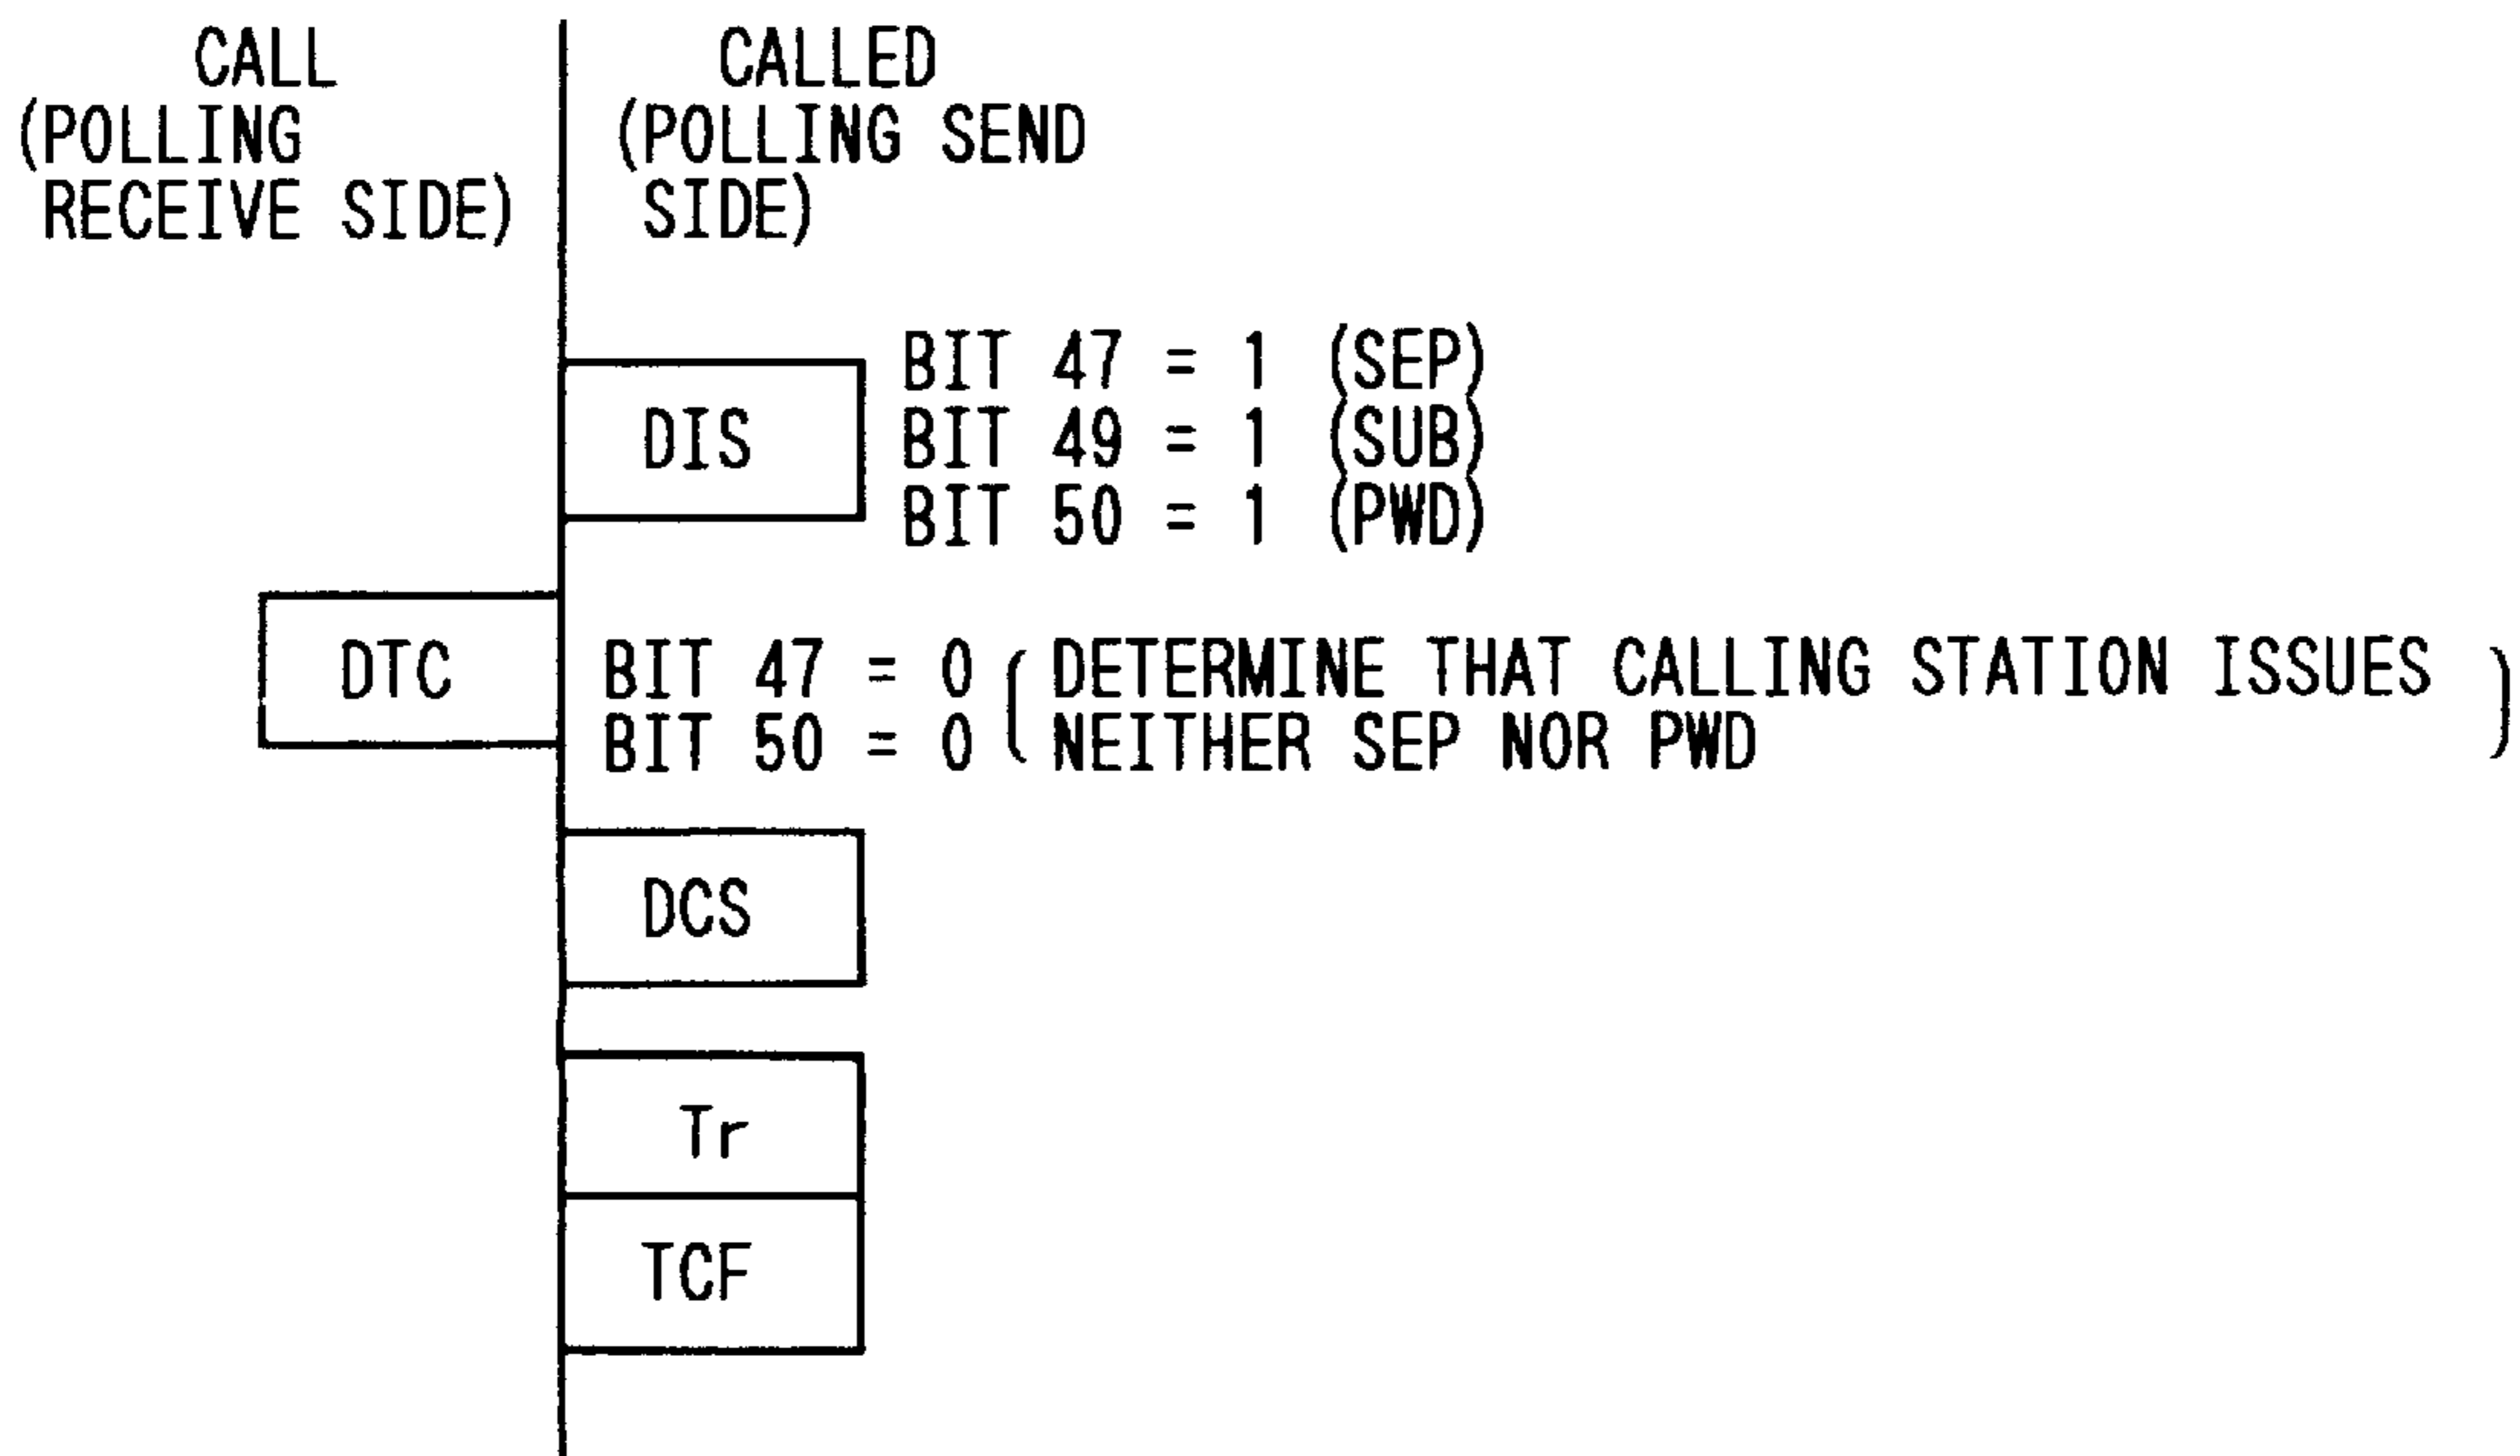 CALL
(POLLING
RECEIVE SIDE)
CALLED
(POLLING SEND
SIDE)
DIS
BIT 47 = 1 (SEP)
BIT 49 = 1 (SUB)
BIT 50 = 1 (PWD)
DTC
BIT 47 = 0 ( DETERMINE THAT CALLING STATION ISSUES )
BIT 50 = 0 NEITHER SEP NOR PWD
DCS
Tr
TCF